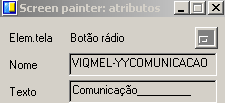 Screen painter: atributos
Elem.tela Botão rádio
Nome VIQMEL-YYCOMUNICACAO
Texto Comunicação__________